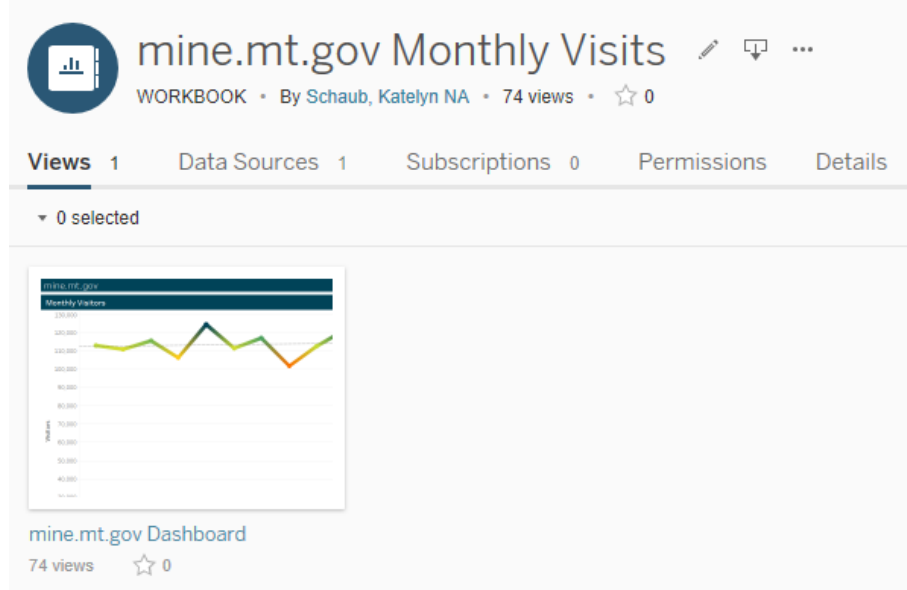 mine.mt.gov Monthly Visits
WORKBOOK • By Schaub, Katelyn NA • 74 views • 0
Views 1 Data Sources 1 Subscriptions 0 Permissions Details
0 selected
mine.mt.gov
Monthly Visitors
130,000
120,000
110,000
100,000
90,000
80,000
70,000
60,000
50,000
40,000
Visitors
mine.mt.gov Dashboard
74 views 0